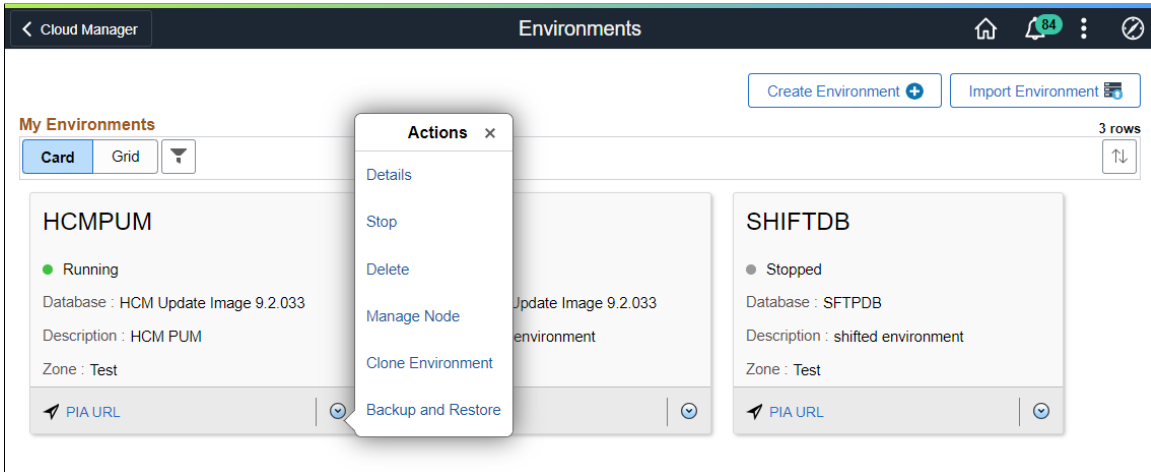 Cloud Manager
Environments
84
Create Environment
Import Environment
My Environments
3 rows
Card
Grid
Actions ×
Details
Stop
Delete
Manage Node
Clone Environment
Backup and Restore
HCMPUM
Running
Database : HCM Update Image 9.2.033
Description : HCM PUM
Zone : Test
PIA URL
Update Image 9.2.033
environment
SHIFTDB
Stopped
Database : SFTPDB
Description : shifted environment
Zone : Test
PIA URL